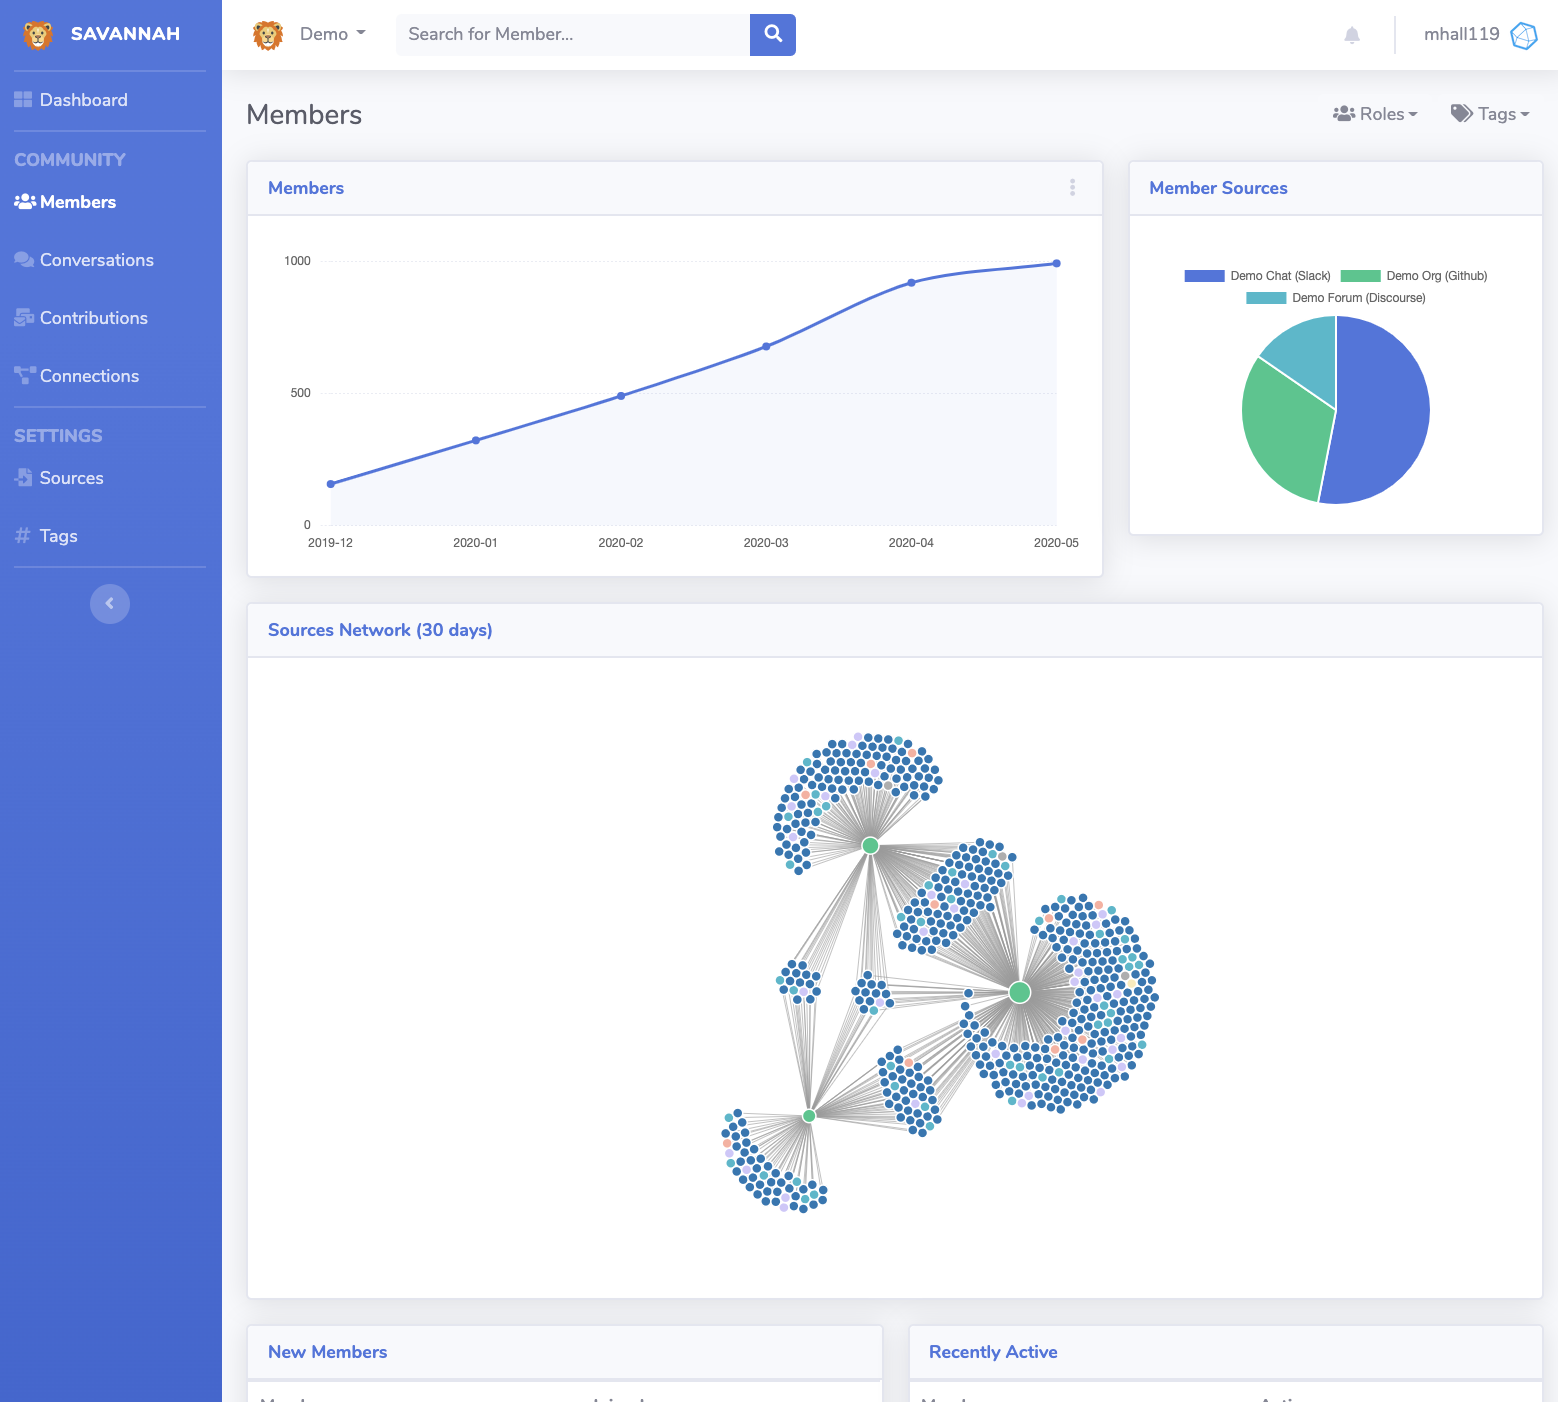 SAVANNAH
Demo
Search for Member...
mhall119
Dashboard
COMMUNITY
Members
Conversations
Contributions
Connections
SETTINGS
Sources
# Tags
Members
Roles
Tags
Members
1000
500
0
2019-12 2020-01 2020-02 2020-03 2020-04 2020-05
Member Sources
Demo Chat (Slack) Demo Org (Github)
Demo Forum (Discourse)
Sources Network (30 days)
New Members
Recently Active